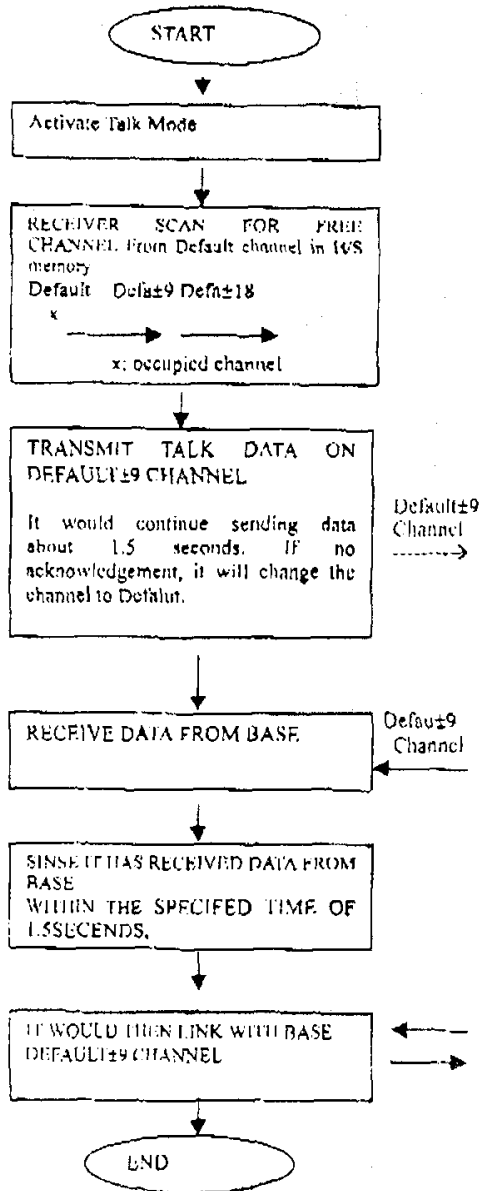 START
Activate Talk Mode
RECEIVER SCAN FOR FREE
CHANNEL From Default channel in H/S
memory
Default Defa±9 Defa±18
x
x: occupied channel
TRANSMIT TALK DATA ON
DEFAULT±9 CHANNEL
It would continue sending data
about 1.5 seconds. IF no
acknowledgement, it will change the
channel to Defalut.
Default±9
Channel
RECEIVE DATA FROM BASE
Defau±9
Channel
SINSE IT HAS RECEIVED DATA FROM
BASE
WITHIN THE SPECIFED TIME OF
1.5SECENDS,
IT WOULD THEN LINK WITH BASE
DEFAULT±9 CHANNEL
END